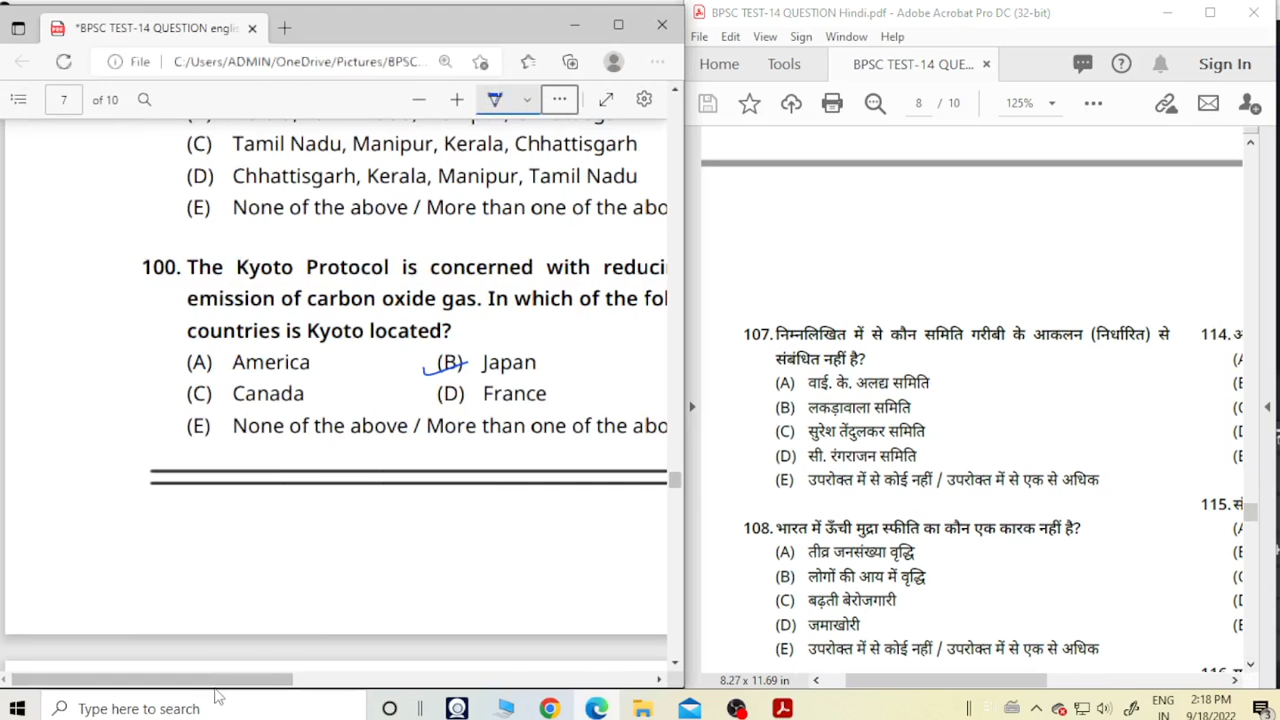 *BPSC TEST-14 QUESTION engli
File
C:/Users/ADMIN/OneDrive/Pictures/BPSC...
7 of 10
(C) Tamil Nadu, Manipur, Kerala, Chhattisgarh
(D) Chhattisgarh, Kerala, Manipur, Tamil Nadu
(E) None of the above / More than one of the abo
100. The Kyoto Protocol is concerned with reduci
emission of carbon oxide gas. In which of the fol
countries is Kyoto located?
(A) America (B) Japan
(C) Canada (D) France
(E) None of the above / More than one of the abo
BPSC TEST-14 QUESTION Hindi.pdf - Adobe Acrobat Pro DC (32-bit)
File Edit View Sign Window Help
Home Tools BPSC TEST-14 QUE... Sign In
8 / 10 125%
107. निम्नलिखित में से कौन समिति गरीबी के आकलन (निर्धारित) से
संबंधित नहीं है?
(A) वाई. के. अलद्य समिति
(B) लकड़ावाला समिति
(C) सुरेश तेंदुलकर समिति
(D) सी. रंगराजन समिति
(E) उपरोक्त में से कोई नहीं / उपरोक्त में से एक से अधिक
108. भारत में ऊँची मुद्रा स्फीति का कौन एक कारक नहीं है?
(A) तीव्र जनसंख्या वृद्धि
(B) लोगों की आय में वृद्धि
(C) बढ़ती बेरोजगारी
(D) जमाखोरी
(E) उपरोक्त में से कोई नहीं / उपरोक्त में से एक से अधिक
114.
115.
8.27 x 11.69 in
Type here to search
ENG
IN
2:18 PM
9/18/2022